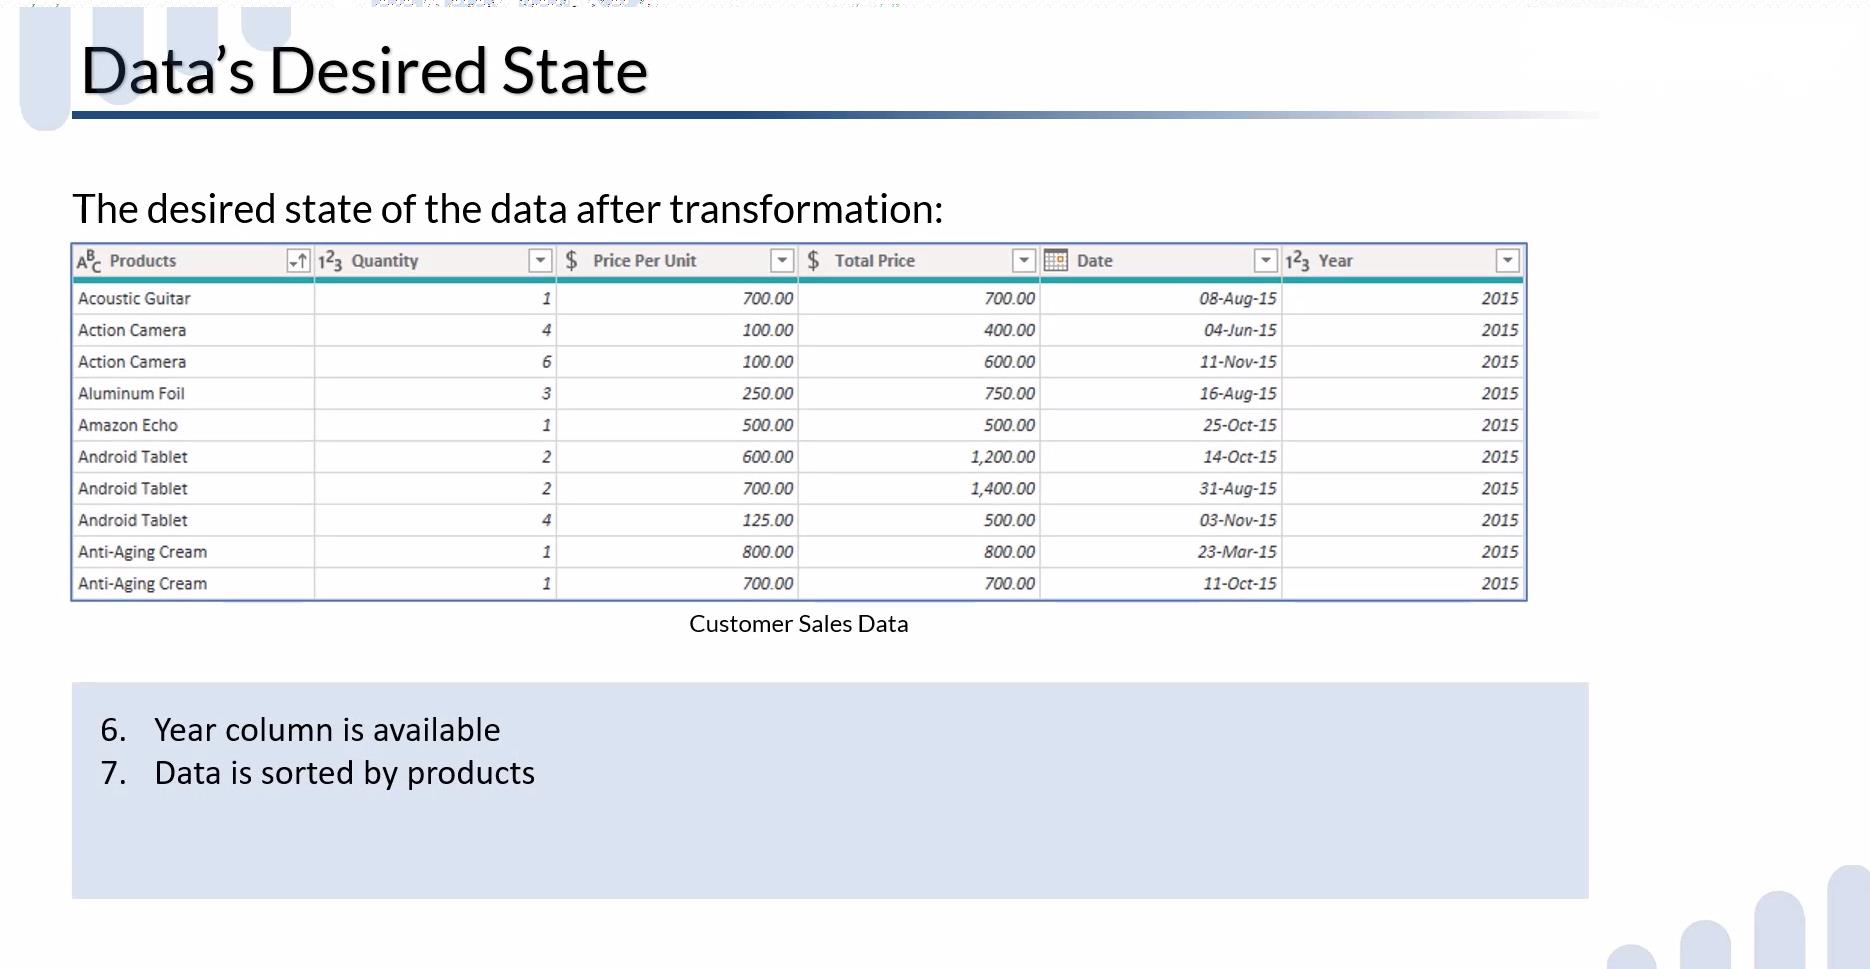 Data’s Desired State
The desired state of the data after transformation:
ABC Products 123 Quantity $ Price Per Unit $ Total Price Date 123 Year
Acoustic Guitar 1 700.00 700.00 08-Aug-15 2015
Action Camera 4 100.00 400.00 04-Jun-15 2015
Action Camera 6 100.00 600.00 11-Nov-15 2015
Aluminum Foil 3 250.00 750.00 16-Aug-15 2015
Amazon Echo 1 500.00 500.00 25-Oct-15 2015
Android Tablet 2 600.00 1,200.00 14-Oct-15 2015
Android Tablet 2 700.00 1,400.00 31-Aug-15 2015
Android Tablet 4 125.00 500.00 03-Nov-15 2015
Anti-Aging Cream 1 800.00 800.00 23-Mar-15 2015
Anti-Aging Cream 1 700.00 700.00 11-Oct-15 2015
Customer Sales Data
6. Year column is available
7. Data is sorted by products